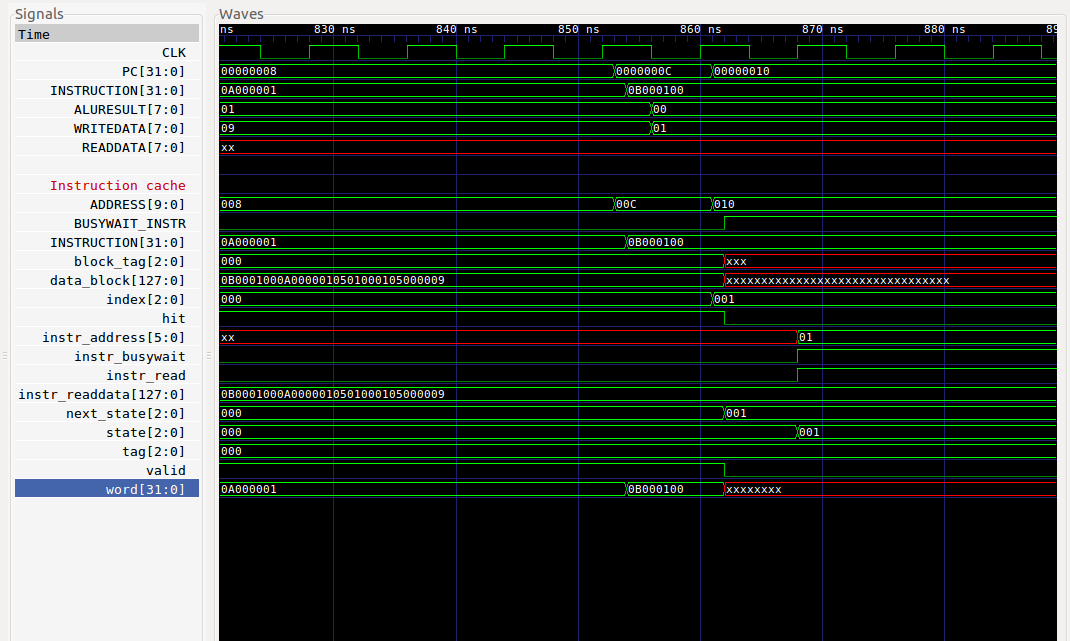 Signals Waves
Time ns 830 ns 840 ns 850 ns 860 ns 870 ns 880 ns 89
CLK
PC[31:0] 00000008 0000000C 00000010
INSTRUCTION[31:0] 0A000001 0B000100
ALURESULT[7:0] 01 00
WRITEDATA[7:0] 09 01
READDATA[7:0] xx
Instruction cache
ADDRESS[9:0] 008 00C 010
BUSYWAIT_INSTR
INSTRUCTION[31:0] 0A000001 0B000100
block_tag[2:0] 000 xxx
data_block[127:0] 0B0001000A0000010501000105000009 xxxxxxxxxxxxxxxxxxxxxxxxxxxxxxxx
index[2:0] 000 001
hit
instr_address[5:0] xx 01
instr_busywait
instr_read
instr_readdata[127:0] 0B0001000A0000010501000105000009
next_state[2:0] 000 001
state[2:0] 000 001
tag[2:0] 000
valid
word[31:0] 0A000001 0B000100 xxxxxxxx